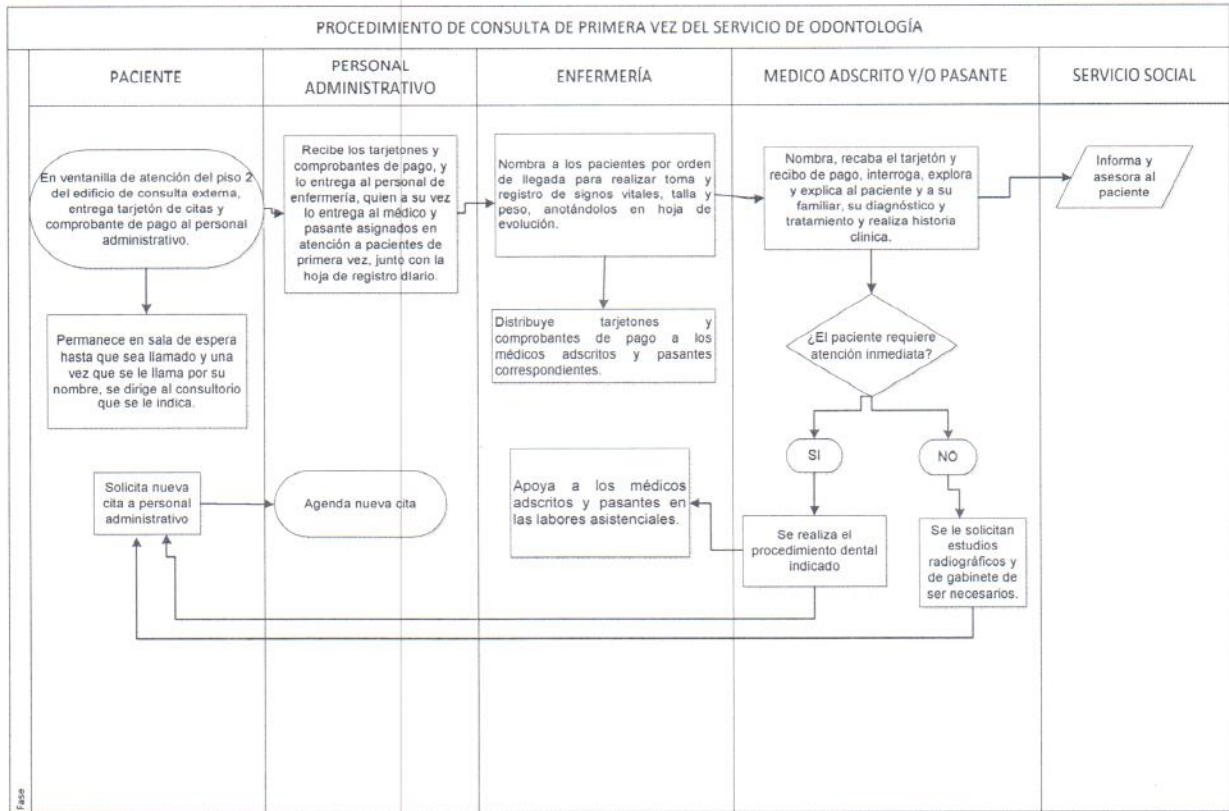 PROCEDIMIENTO DE CONSULTA DE PRIMERA VEZ DEL SERVICIO DE ODONTOLOGÍA
PACIENTE
PERSONAL
ADMINISTRATIVO
ENFERMERÍA
MEDICO ADSCRITO Y/O PASANTE
SERVICIO SOCIAL
En ventanilla de atención del piso 2
del edificio de consulta externa,
entrega tarjetón de citas y
comprobante de pago al personal
administrativo.
Recibe los tarjetones y
comprobantes de pago, y
lo entrega al personal de
enfermería, quien a su vez
lo entrega al médico y
pasante asignados en
atención a pacientes de
primera vez, junto con la
hoja de registro diario.
Nombra a los pacientes por orden
de llegada para realizar toma y
registro de signos vitales, talla y
peso, anotándolos en hoja de
evolución.
Nombra, recaba el tarjetón y
recibo de pago, interroga, explora
y explica al paciente y a su
familiar, su diagnóstico y
tratamiento y realiza historia
clínica.
Informa y
asesora al
paciente
Permanece en sala de espera
hasta que sea llamado y una
vez que se le llama por su
nombre, se dirige al consultorio
que se le indica.
Distribuye tarjetones y
comprobantes de pago a los
médicos adscritos y pasantes
correspondientes.
¿El paciente requiere
atención inmediata?
SI
NO
Solicita nueva
cita a personal
administrativo
Agenda nueva cita
Apoya a los médicos
adscritos y pasantes en
las labores asistenciales.
Se realiza el
procedimiento dental
indicado
Se le solicitan
estudios
radiográficos y
de gabinete de
ser necesarios.
Fase